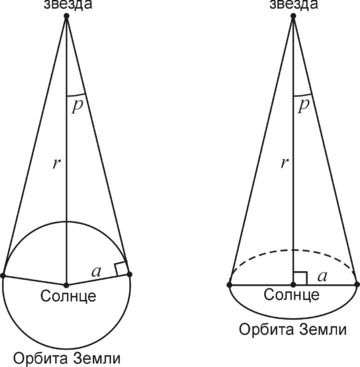 звезда
p
r
a
Солнце
Орбита Земли
звезда
p
r
a
Солнце
Орбита Земли